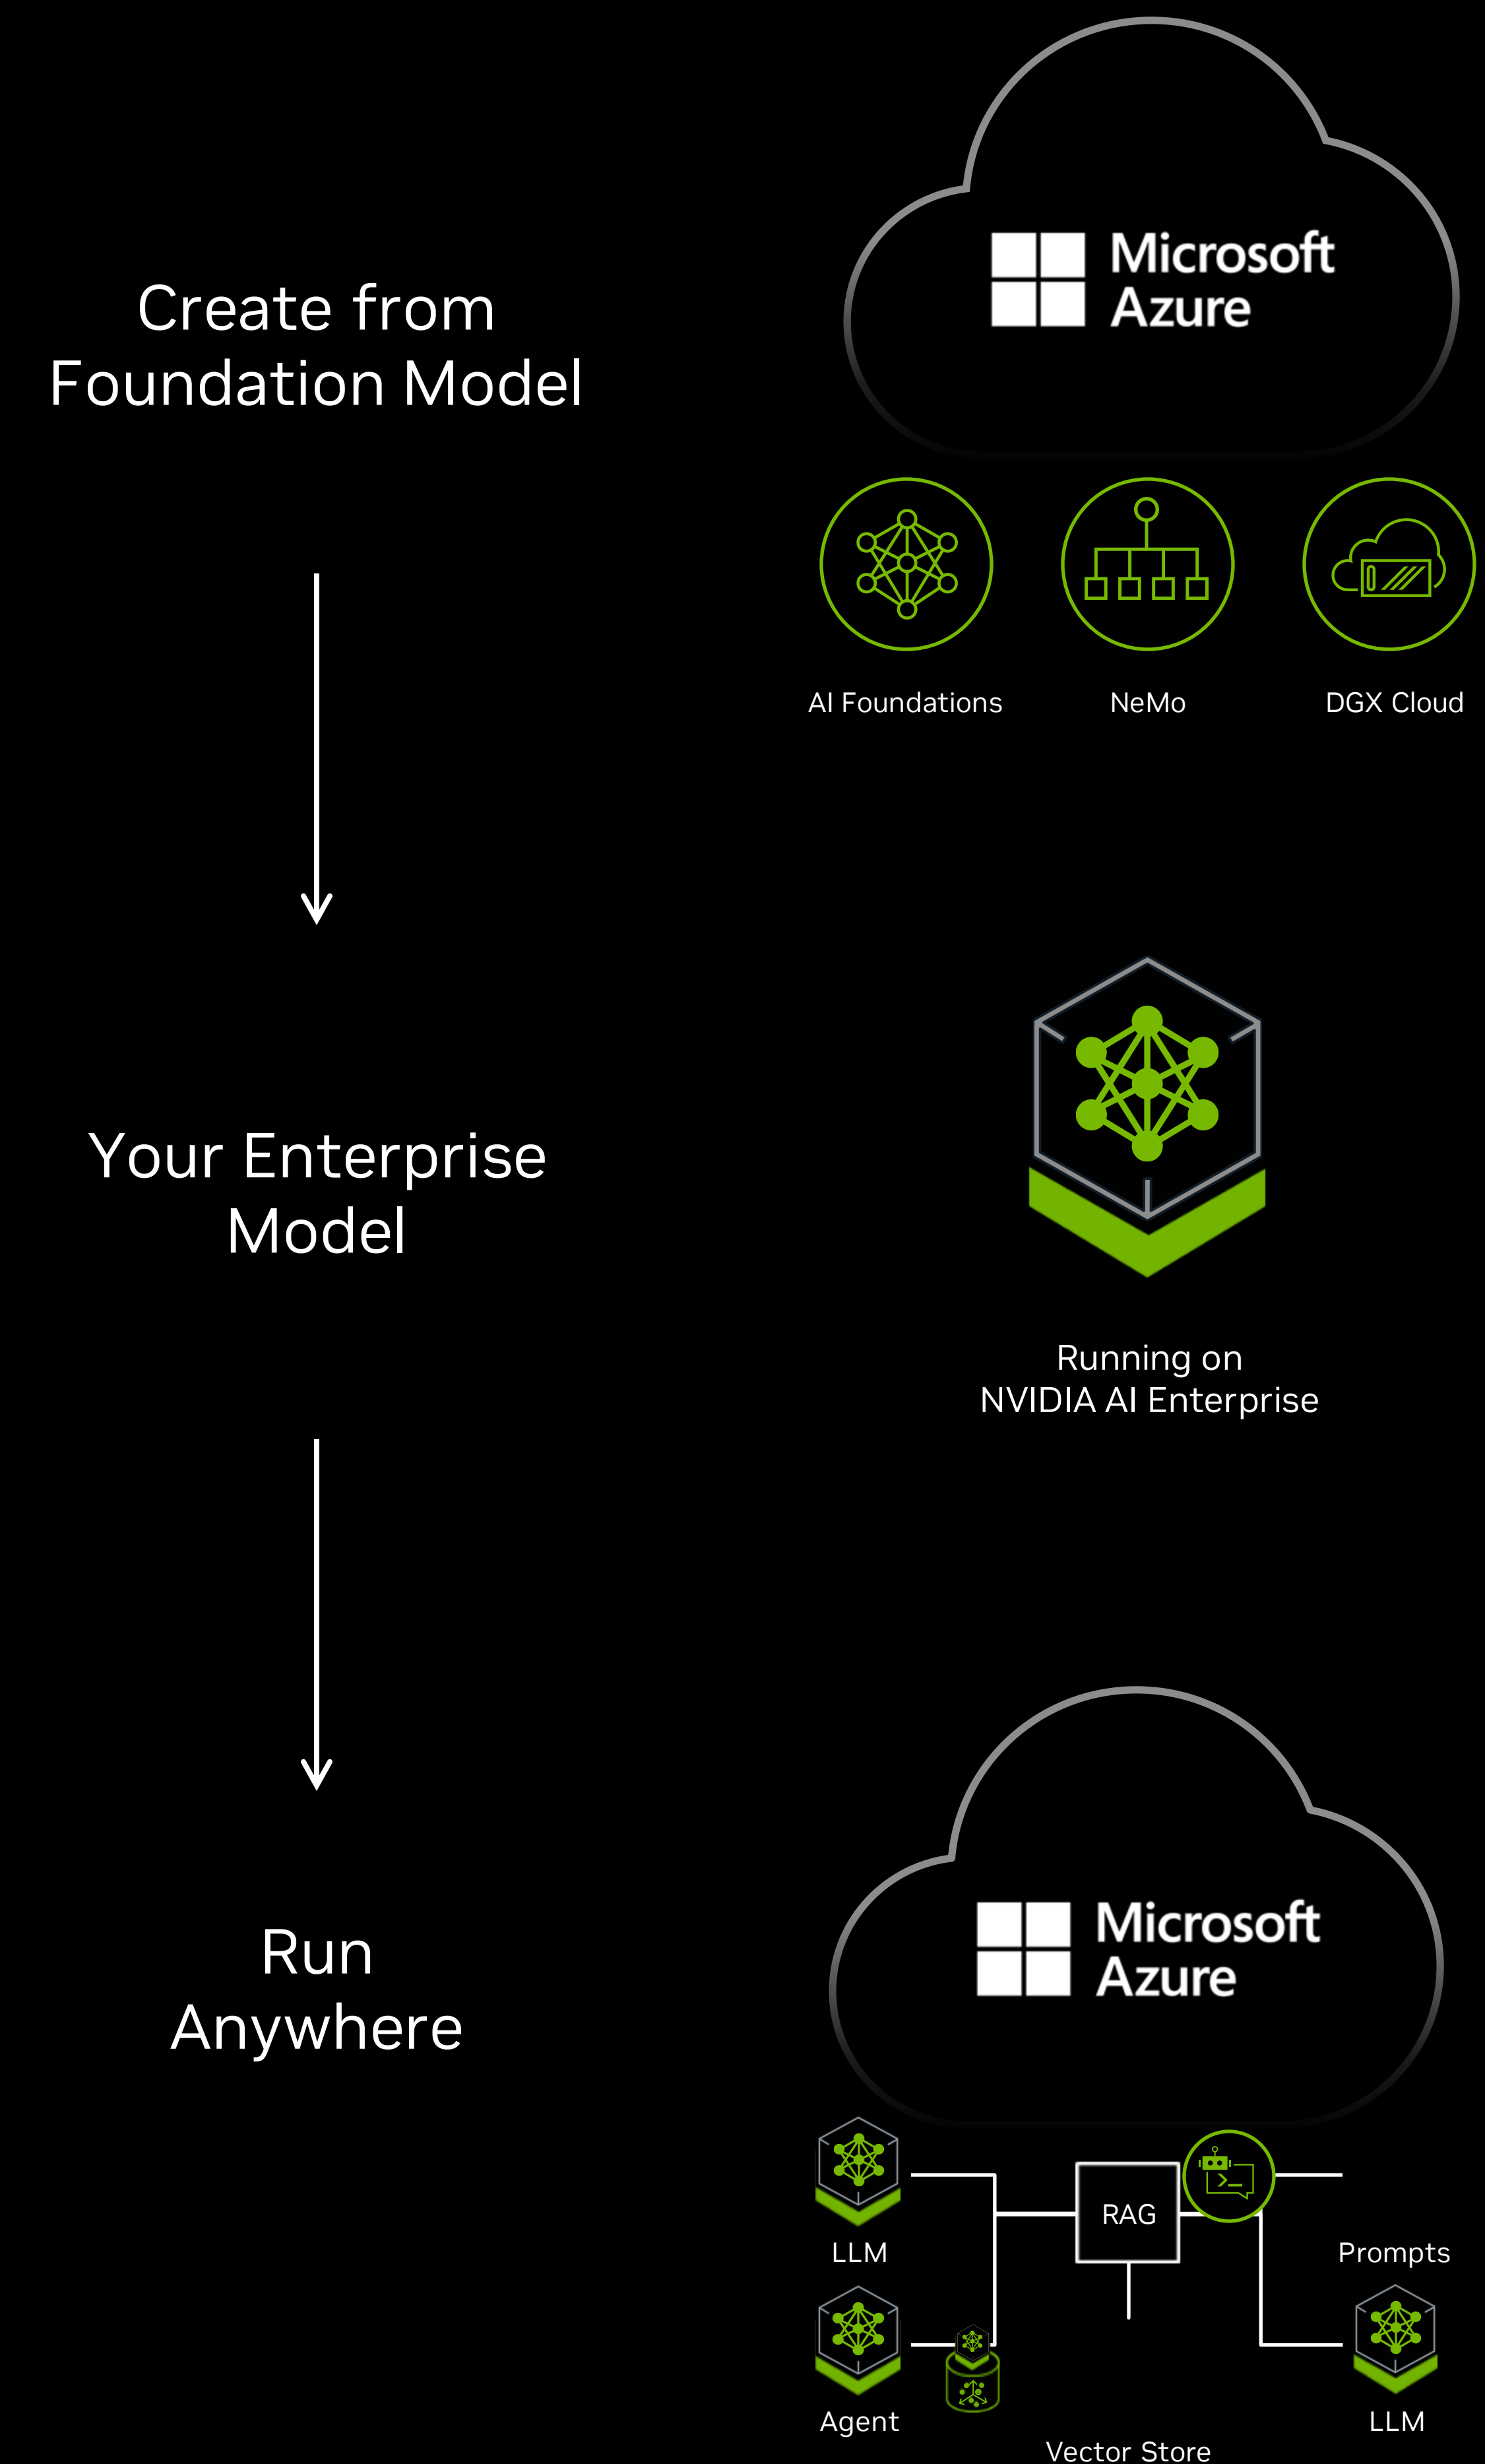 Create from
Foundation Model
Microsoft
Azure
AI Foundations
NeMo
DGX Cloud
Your Enterprise
Model
Running on
NVIDIA AI Enterprise
Run
Anywhere
Microsoft
Azure
RAG
LLM
Prompts
Agent
LLM
Vector Store